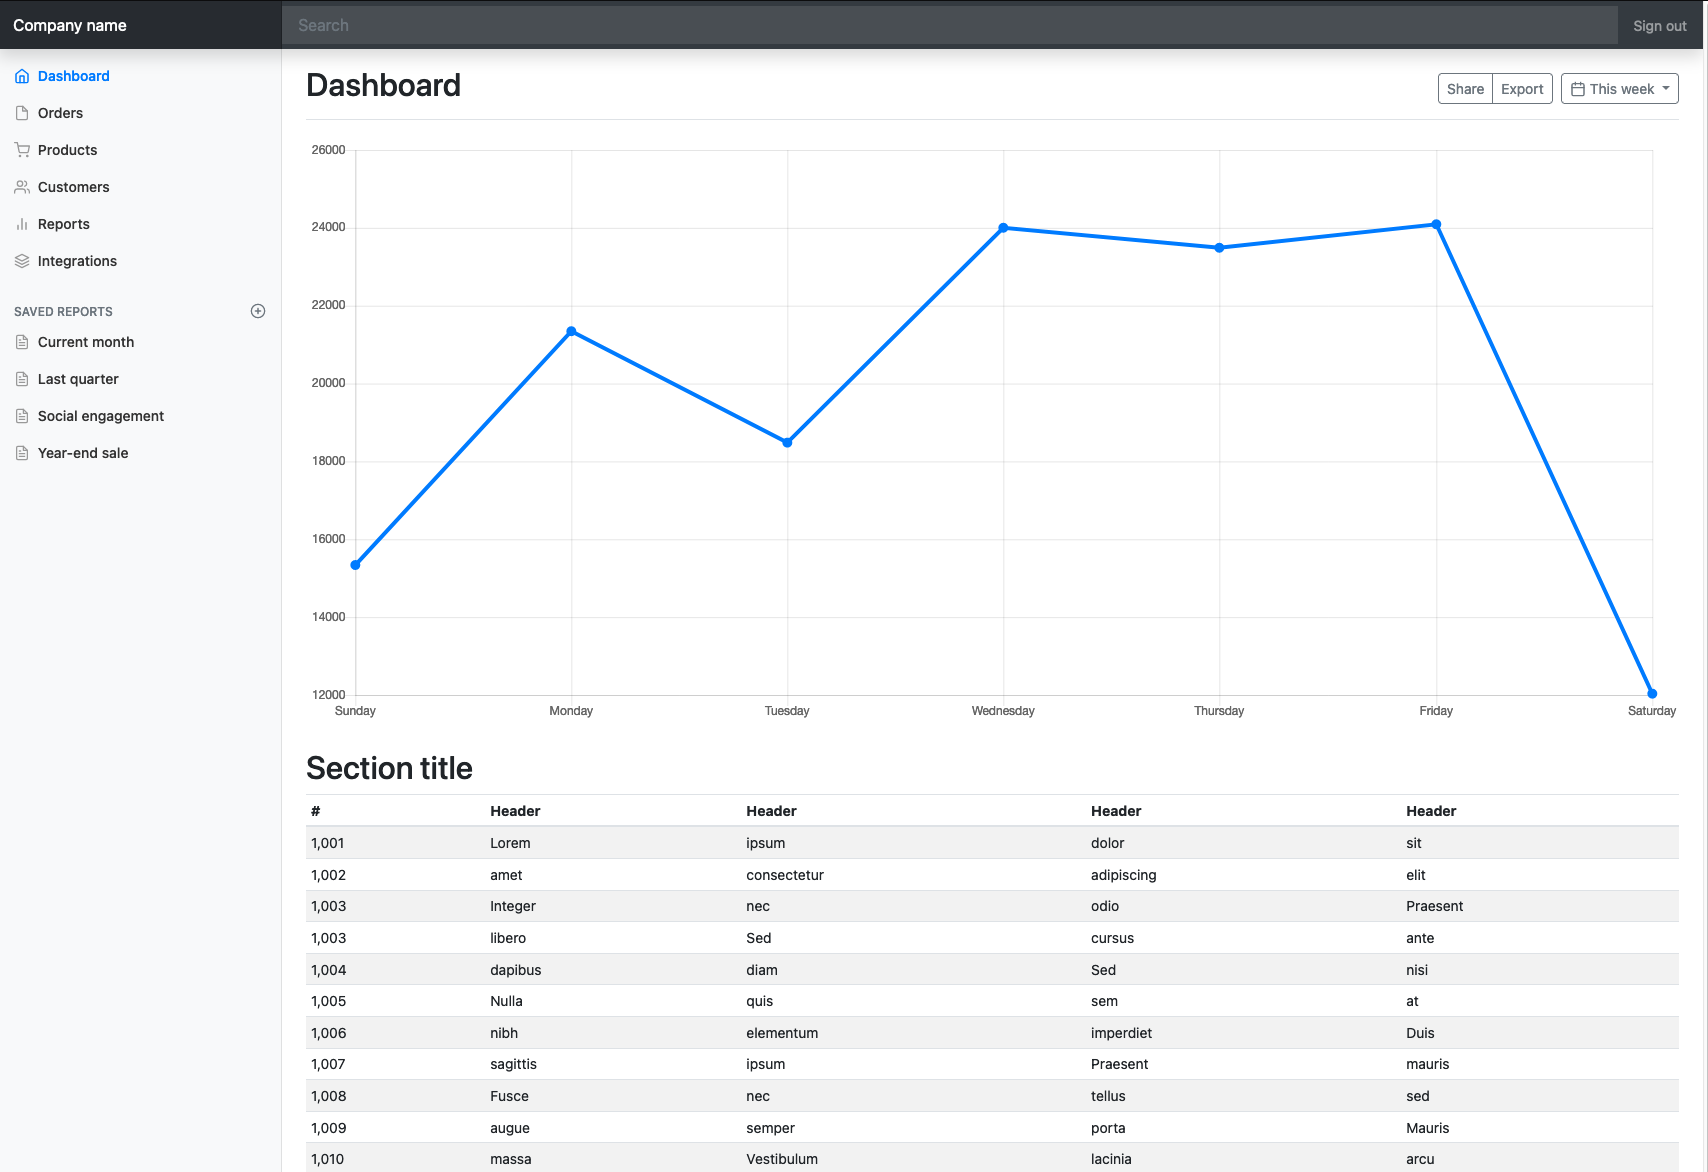 Company name
Search
Sign out
Dashboard
Orders
Products
Customers
Reports
Integrations
SAVED REPORTS
Current month
Last quarter
Social engagement
Year-end sale
Dashboard
Share Export This week
26000
24000
22000
20000
18000
16000
14000
12000
Sunday Monday Tuesday Wednesday Thursday Friday Saturday
Section title
# Header Header Header Header
1,001 Lorem ipsum dolor sit
1,002 amet consectetur adipiscing elit
1,003 Integer nec odio Praesent
1,003 libero Sed cursus ante
1,004 dapibus diam Sed nisi
1,005 Nulla quis sem at
1,006 nibh elementum imperdiet Duis
1,007 sagittis ipsum Praesent mauris
1,008 Fusce nec tellus sed
1,009 augue semper porta Mauris
1,010 massa Vestibulum lacinia arcu